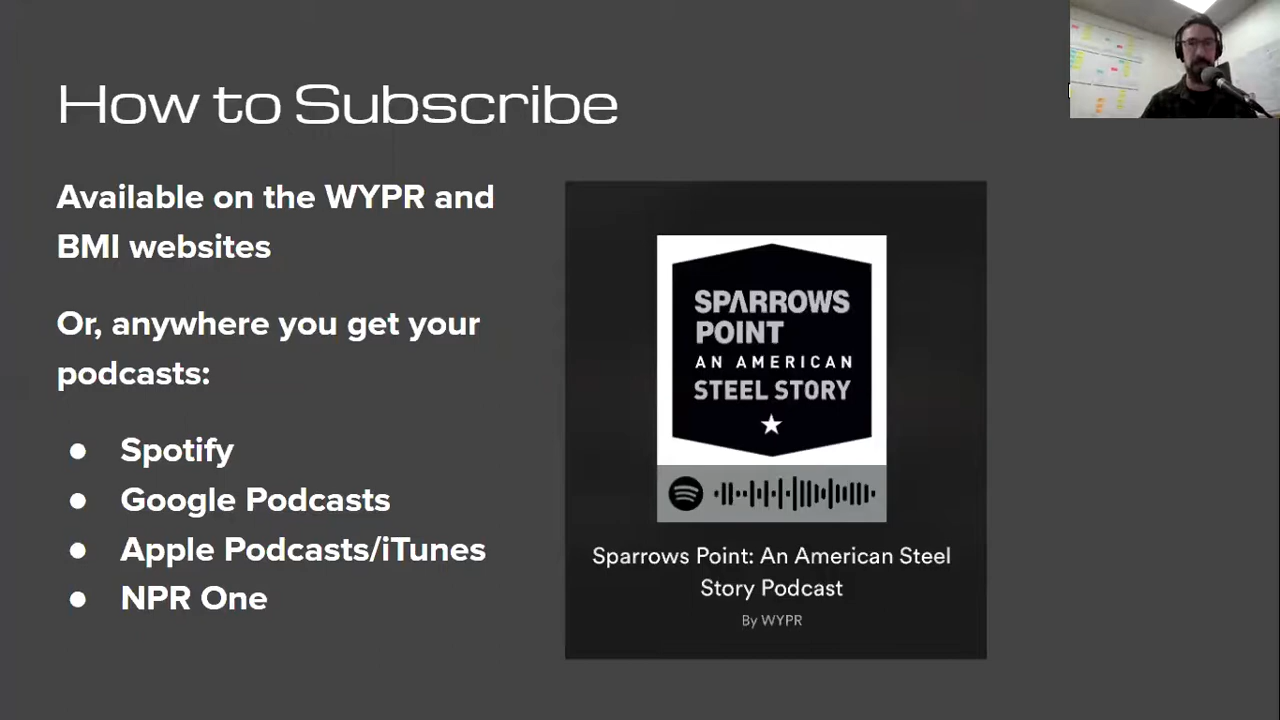 How to Subscribe
Available on the WYPR and
BMI websites
Or, anywhere you get your
podcasts:
● Spotify
● Google Podcasts
● Apple Podcasts/iTunes
● NPR One
SPARROWS
POINT
AN AMERICAN
STEEL STORY
Sparrows Point: An American Steel
Story Podcast
By WYPR